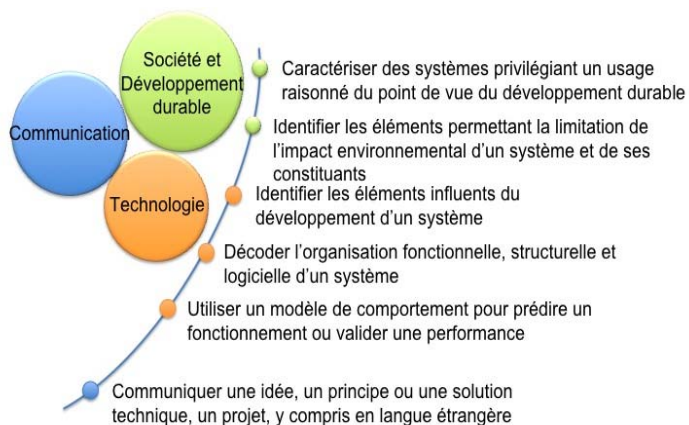 Société et
Développement
durable
Communication
Technologie
Caractériser des systèmes privilégiant un usage
raisonné du point de vue du développement durable
Identifier les éléments permettant la limitation de
l'impact environnemental d'un système et de ses
constituants
Identifier les éléments influents du
développement d'un système
Décoder l'organisation fonctionnelle, structurelle et
logicielle d'un système
Utiliser un modèle de comportement pour prédire un
fonctionnement ou valider une performance
Communiquer une idée, un principe ou une solution
technique, un projet, y compris en langue étrangère